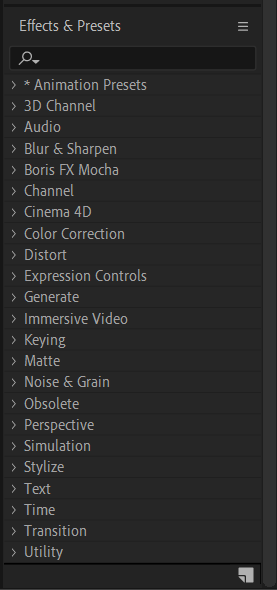 Effects & Presets
* Animation Presets
3D Channel
Audio
Blur & Sharpen
Boris FX Mocha
Channel
Cinema 4D
Color Correction
Distort
Expression Controls
Generate
Immersive Video
Keying
Matte
Noise & Grain
Obsolete
Perspective
Simulation
Stylize
Text
Time
Transition
Utility